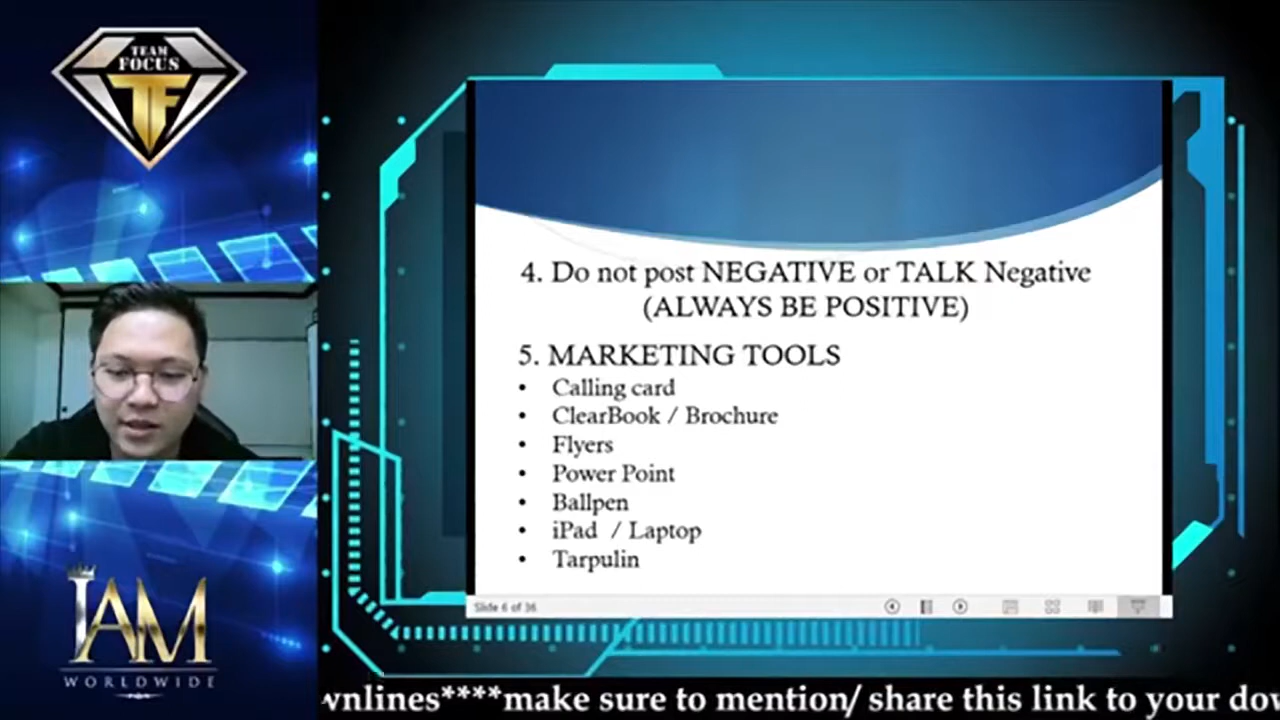 TEAM
FOCUS
TF
4. Do not post NEGATIVE or TALK Negative
(ALWAYS BE POSITIVE)
5. MARKETING TOOLS
• Calling card
• ClearBook / Brochure
• Flyers
• Power Point
• Ballpen
• iPad / Laptop
• Tarpulin
Slide 6 of 36
IAM
WORLDWIDE
wnlines****make sure to mention/ share this link to your dow